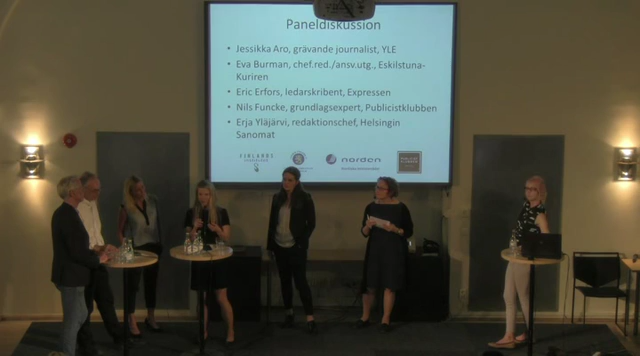 Paneldiskussion
• Jessikka Aro, grävande journalist, YLE
• Eva Burman, chef.red./ansv.utg., Eskilstuna-
Kuriren
• Eric Erfors, ledarskribent, Expressen
• Nils Funcke, grundlagsexpert, Publicistklubben
• Erja Yläjärvi, redaktionschef, Helsingin
Sanomat
FINLANDS
norden